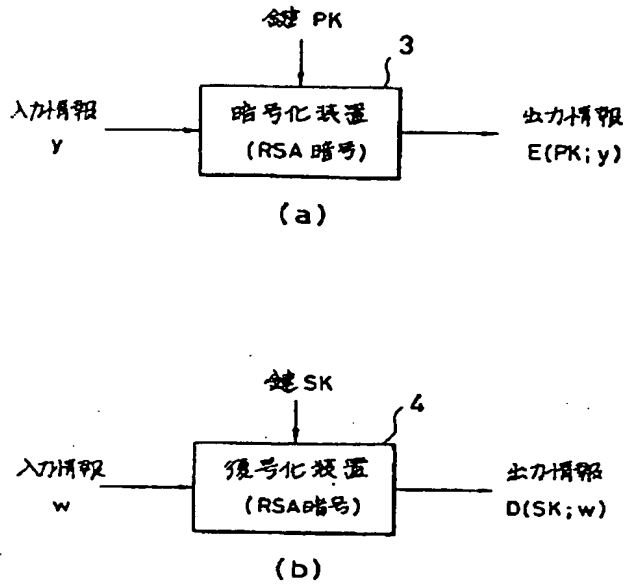 鍵 PK
3
入力情報
y
暗号化装置
(RSA 暗号)
出力情報
E(PK; y)
(a)
鍵 SK
4
入力情報
w
復号化装置
(RSA暗号)
出力情報
D(SK; w)
(b)